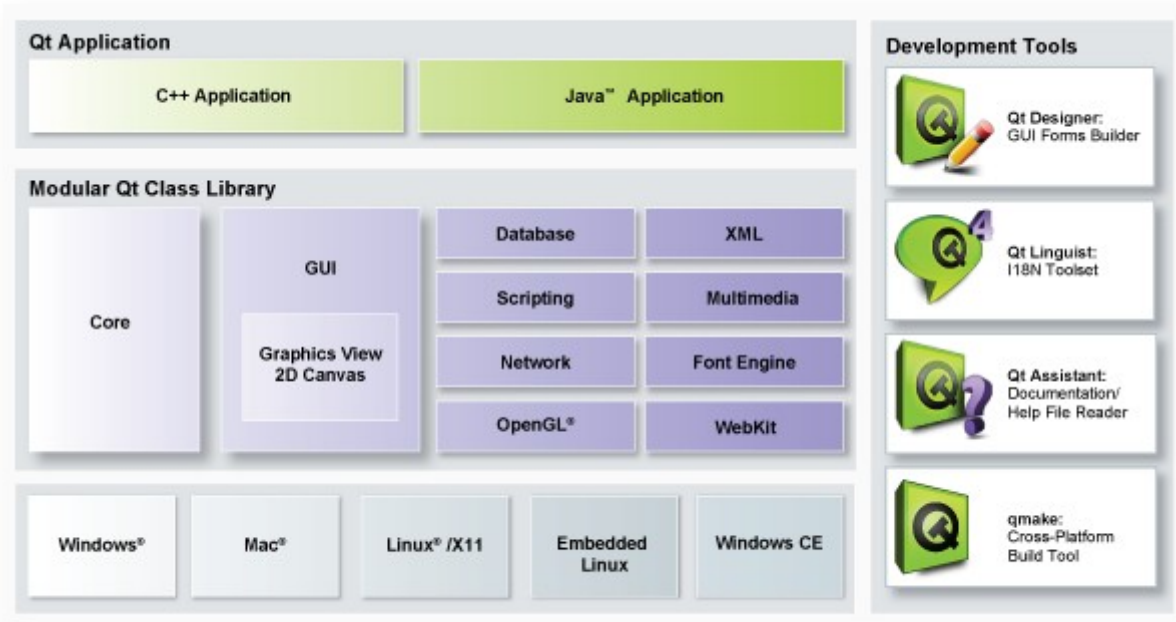 Qt Application
C++ Application
Java™ Application
Modular Qt Class Library
Core
GUI
Graphics View
2D Canvas
Database
XML
Scripting
Multimedia
Network
Font Engine
OpenGL®
WebKit
Windows®
Mac®
Linux® /X11
Embedded
Linux
Windows CE
Development Tools
Qt Designer:
GUI Forms Builder
4
Qt Linguist:
I18N Toolset
?
Qt Assistant:
Documentation/
Help File Reader
qmake:
Cross-Platform
Build Tool